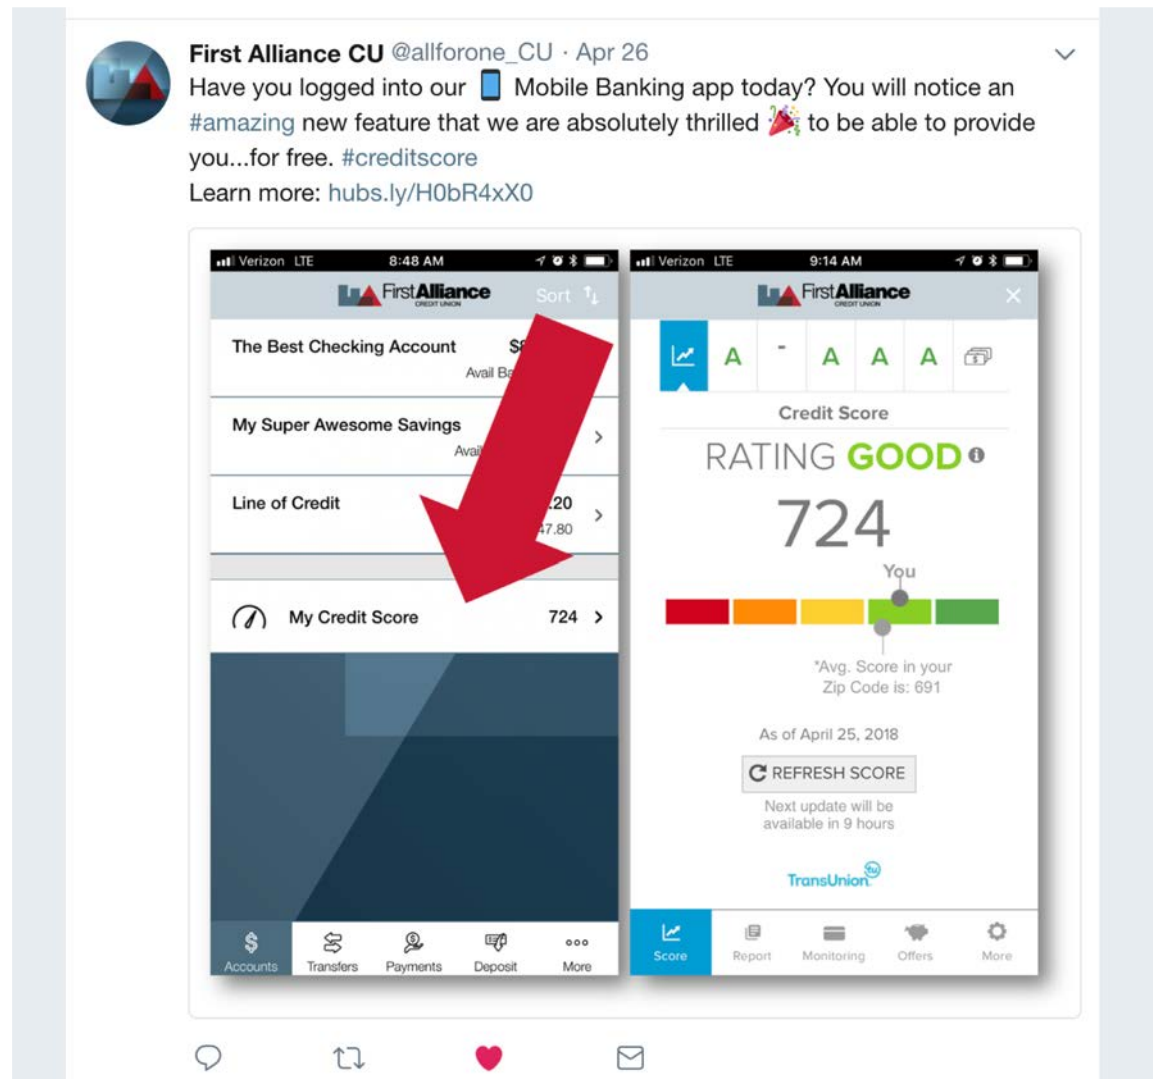 First Alliance CU @allforone_CU · Apr 26
Have you logged into our 📱 Mobile Banking app today? You will notice an
#amazing new feature that we are absolutely thrilled 🎉 to be able to provide
you...for free. #creditscore
Learn more: hubs.ly/H0bR4xX0
Verizon LTE 8:48 AM
FirstAlliance
CREDIT UNION
Sort
The Best Checking Account
Avail
My Super Awesome Savings
Line of Credit .20
47.80
My Credit Score 724
Accounts Transfers Payments Deposit More
Verizon LTE 9:14 AM
FirstAlliance
CREDIT UNION
A - A A A
Credit Score
RATING GOOD
724
You
*Avg. Score in your
Zip Code is: 691
As of April 25, 2018
REFRESH SCORE
Next update will be
available in 9 hours
TransUnion
tu
Score Report Monitoring Offers More